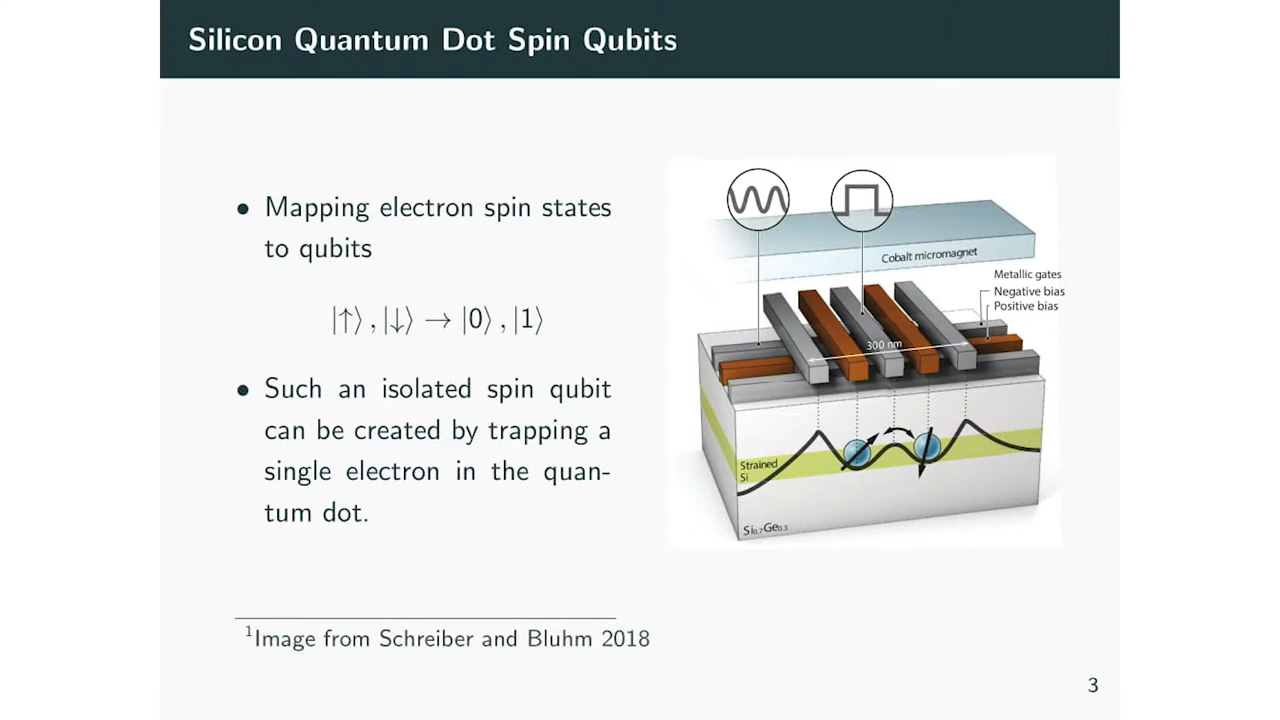 Silicon Quantum Dot Spin Qubits
• Mapping electron spin states
to qubits
|↑⟩ , |↓⟩ → |0⟩ , |1⟩
• Such an isolated spin qubit
can be created by trapping a
single electron in the quan-
tum dot.
Cobalt micromagnet
Metallic gates
Negative bias
Positive bias
300 nm
Strained
Si
Si0.7Ge0.3
1Image from Schreiber and Bluhm 2018
3